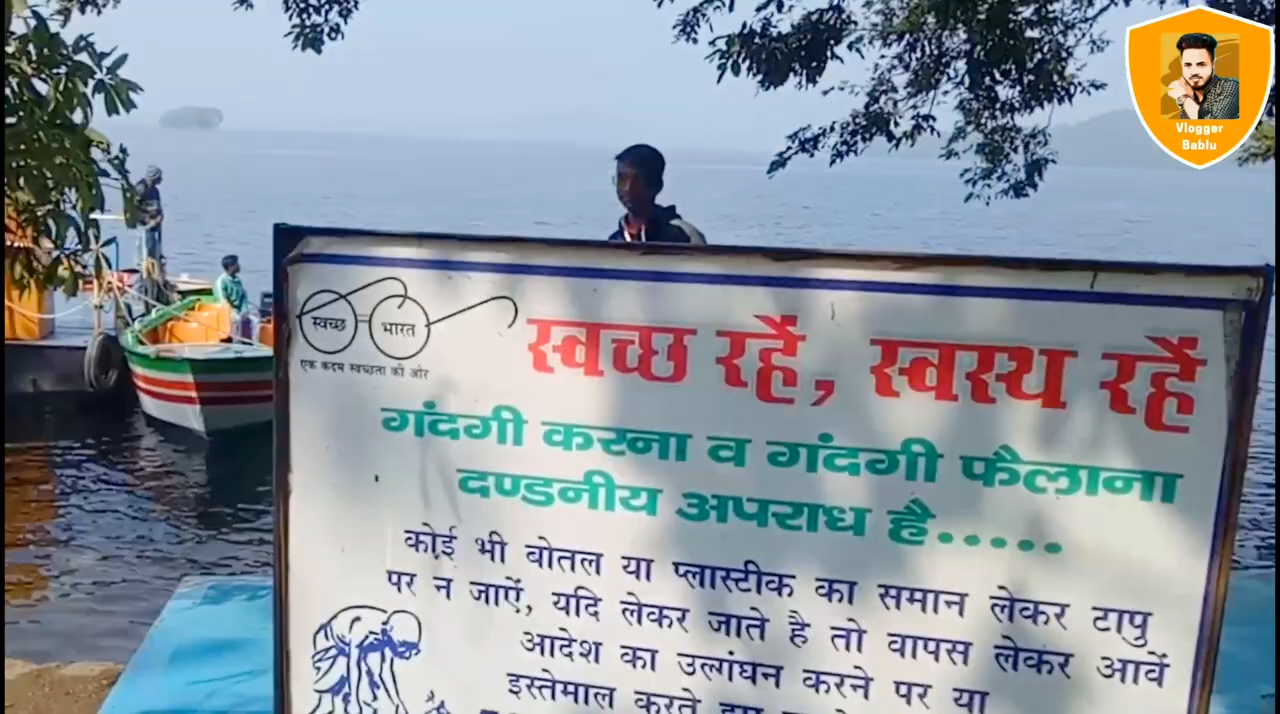 Vlogger
Bablu
स्वच्छ भारत
एक कदम स्वच्छता की ओर
स्वच्छ रहें, स्वस्थ रहें
गंदगी करना व गंदगी फैलाना
दण्डनीय अपराध है.....
कोई भी बोतल या प्लास्टीक का समान लेकर टापु
पर न जाऐं, यदि लेकर जाते है तो वापस लेकर आवें
आदेश का उल्गंघन करने पर या
इस्तेमाल करते